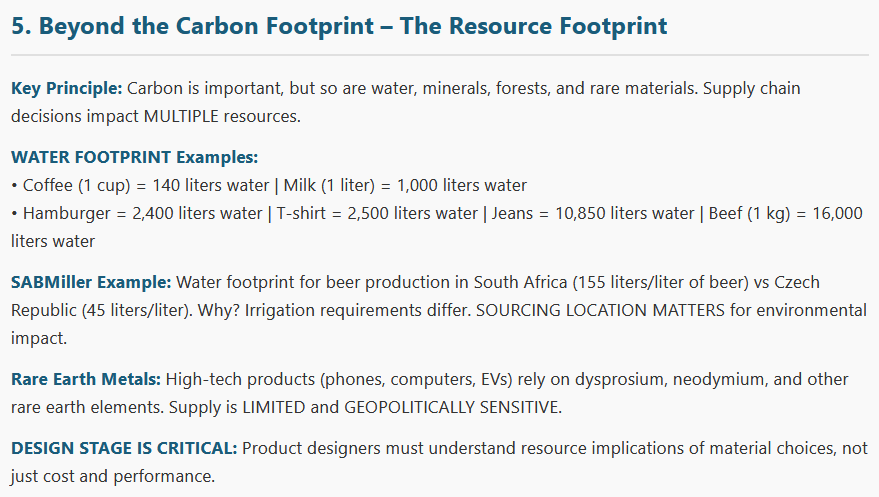 5. Beyond the Carbon Footprint – The Resource Footprint
Key Principle: Carbon is important, but so are water, minerals, forests, and rare materials. Supply chain
decisions impact MULTIPLE resources.
WATER FOOTPRINT Examples:
• Coffee (1 cup) = 140 liters water | Milk (1 liter) = 1,000 liters water
• Hamburger = 2,400 liters water | T-shirt = 2,500 liters water | Jeans = 10,850 liters water | Beef (1 kg) = 16,000
liters water
SABMiller Example: Water footprint for beer production in South Africa (155 liters/liter of beer) vs Czech
Republic (45 liters/liter). Why? Irrigation requirements differ. SOURCING LOCATION MATTERS for environmental
impact.
Rare Earth Metals: High-tech products (phones, computers, EVs) rely on dysprosium, neodymium, and other
rare earth elements. Supply is LIMITED and GEOPOLITICALLY SENSITIVE.
DESIGN STAGE IS CRITICAL: Product designers must understand resource implications of material choices, not
just cost and performance.